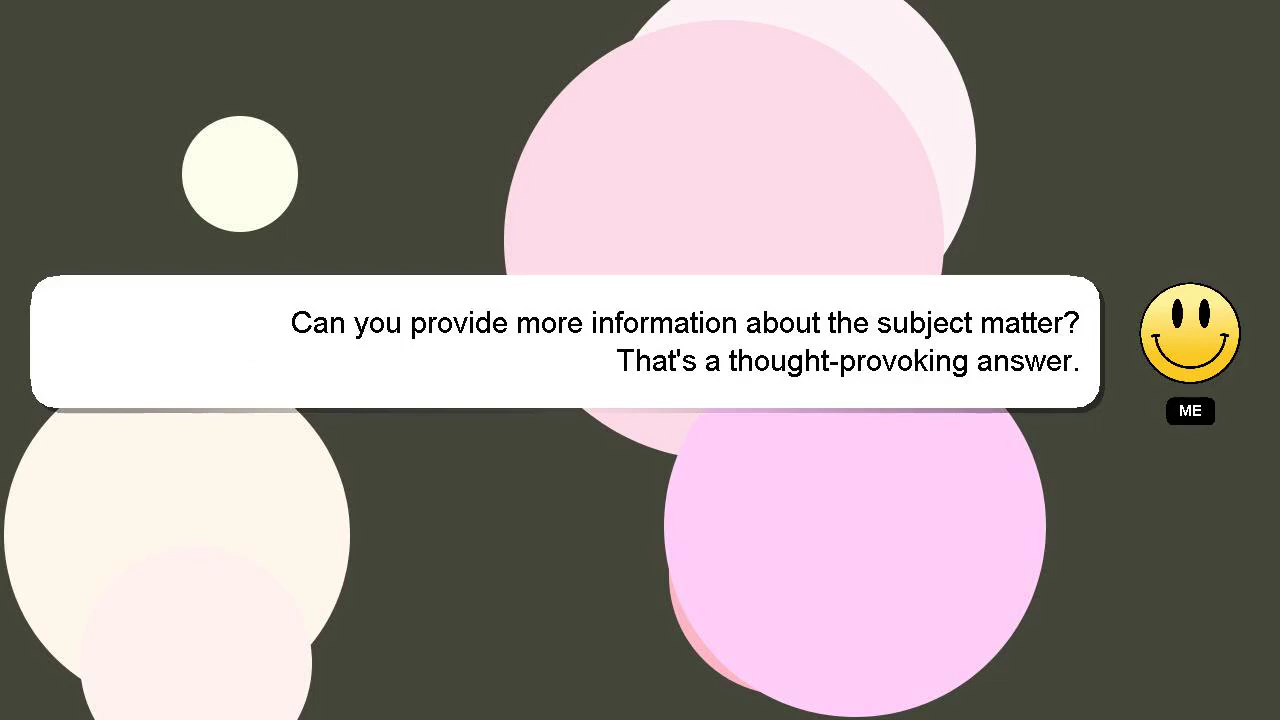 Can you provide more information about the subject matter?
That's a thought-provoking answer.
ME